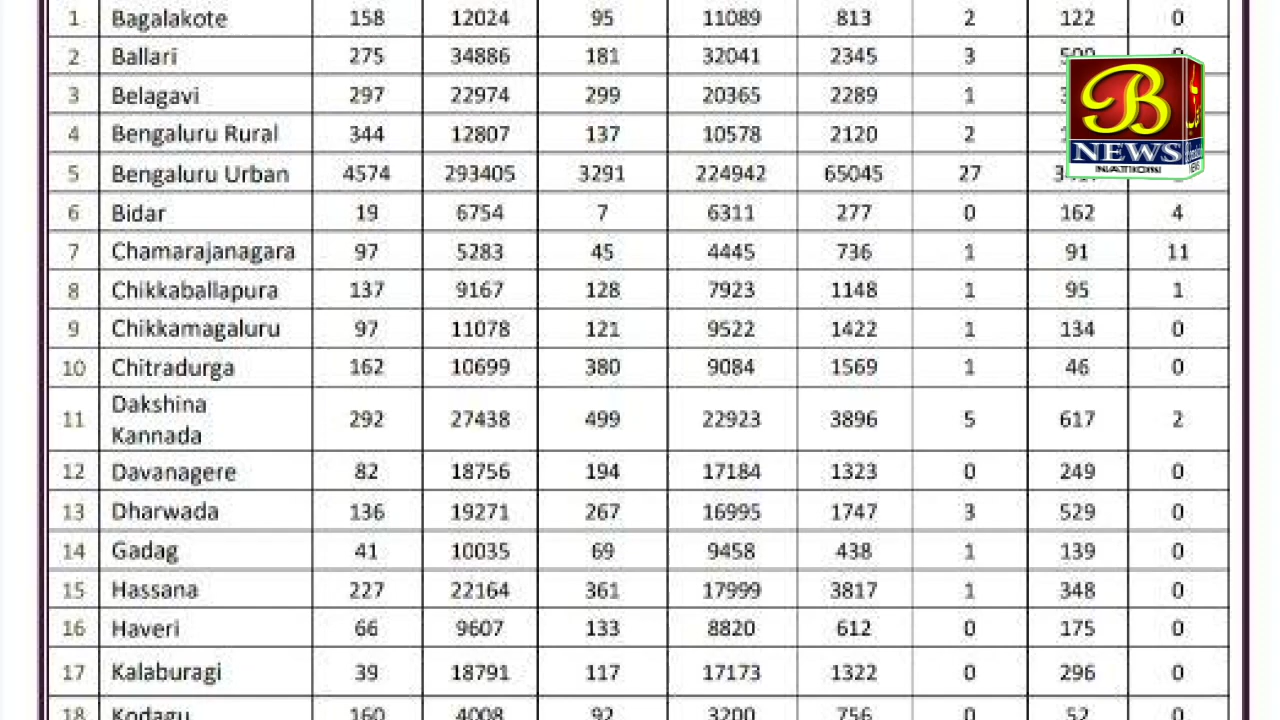 1 Bagalakote 158 12024 95 11089 813 2 122 0
2 Ballari 275 34886 181 32041 2345 3
3 Belagavi 297 22974 299 20365 2289 1
4 Bengaluru Rural 344 12807 137 10578 2120 2
5 Bengaluru Urban 4574 293405 3291 224942 65045 27
B
NEWS
NATION
6 Bidar 19 6754 7 6311 277 0 162 4
7 Chamarajanagara 97 5283 45 4445 736 1 91 11
8 Chikkaballapura 137 9167 128 7923 1148 1 95 1
9 Chikkamagaluru 97 11078 121 9522 1422 1 134 0
10 Chitradurga 162 10699 380 9084 1569 1 46 0
11 Dakshina
Kannada 292 27438 499 22923 3896 5 617 2
12 Davanagere 82 18756 194 17184 1323 0 249 0
13 Dharwada 136 19271 267 16995 1747 3 529 0
14 Gadag 41 10035 69 9458 438 1 139 0
15 Hassana 227 22164 361 17999 3817 1 348 0
16 Haveri 66 9607 133 8820 612 0 175 0
17 Kalaburagi 39 18791 117 17173 1322 0 296 0
18 Kodagu 160 4008 92 3200 756 0 52 0